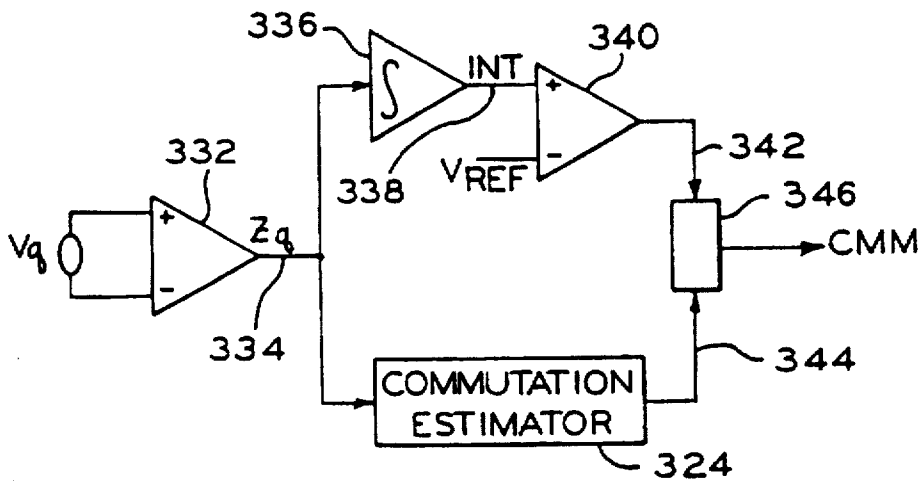 336
INT
340
+
-
VREF
338
342
332
+
-
Vq
Zq
334
346
CMM
344
COMMUTATION
ESTIMATOR
324